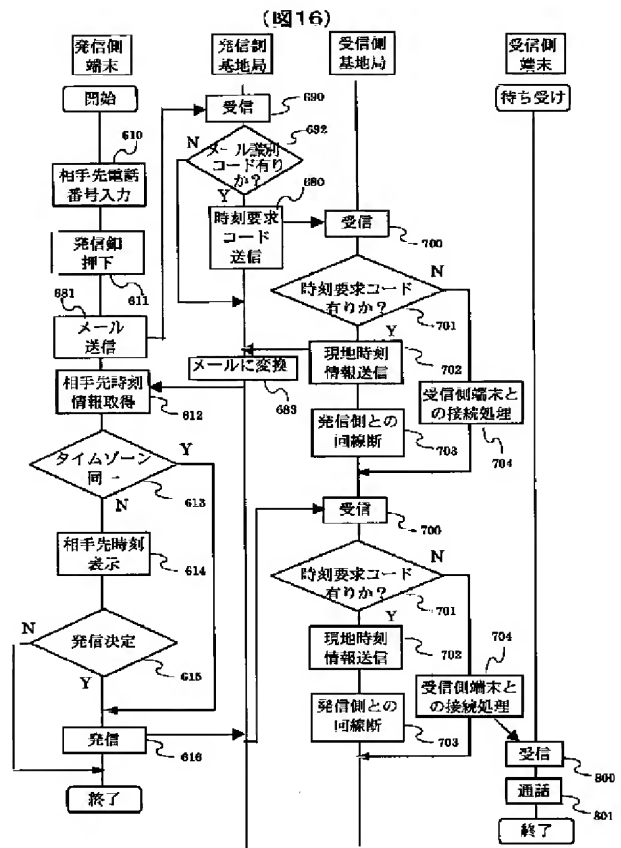 (図16)
発信側
端末
発信側
基地局
受信側
基地局
受信側
端末
開始
610
相手先電話
番号入力
発信釦
押下
611
681
メール
送信
相手先時刻
情報取得
612
タイムゾーン
同一
613
Y
N
相手先時刻
表示
614
N
発信決定
615
Y
発信
616
終了
受信
690
692
N
メール識別
コード有り
か?
Y
680
時刻要求
コード
送信
メールに変換
683
受信
700
時刻要求コード
有りか?
N
701
Y
現地時刻
情報送信
702
発信側との
回線断
703
受信側端末と
の接続処理
704
受信
700
時刻要求コード
有りか?
N
701
Y
現地時刻
情報送信
702
発信側との
回線断
703
704
受信側端末と
の接続処理
待ち受け
受信
800
通話
801
終了